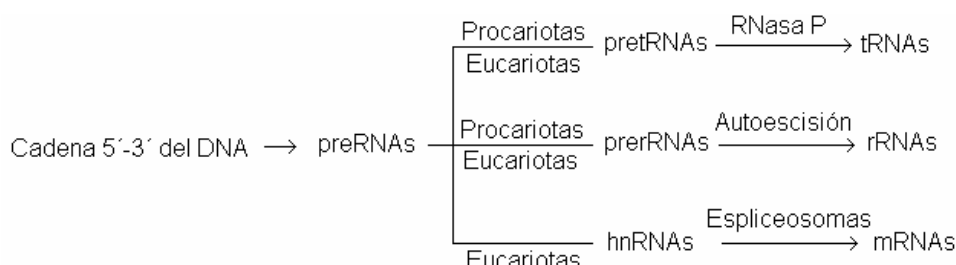 Procariotas
Eucariotas
pretRNAs
RNasa P
tRNAs
Cadena 5´-3´ del DNA → preRNAs
Procariotas
Eucariotas
prerRNAs
Autoescisión
rRNAs
Eucariotas
hnRNAs
Espliceosomas
mRNAs